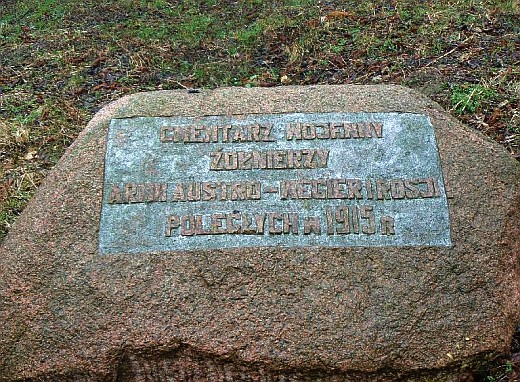 CMENTARZ WOJENNY
ŻOŁNIERZY
ARMII AUSTRO-WĘGIER I ROSJI
POLEGŁYCH W 1915 R